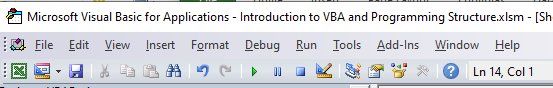 Microsoft Visual Basic for Applications - Introduction to VBA and Programming Structure.xlsm - [Sh
File Edit View Insert Format Debug Run Tools Add-Ins Window Help
Ln 14, Col 1